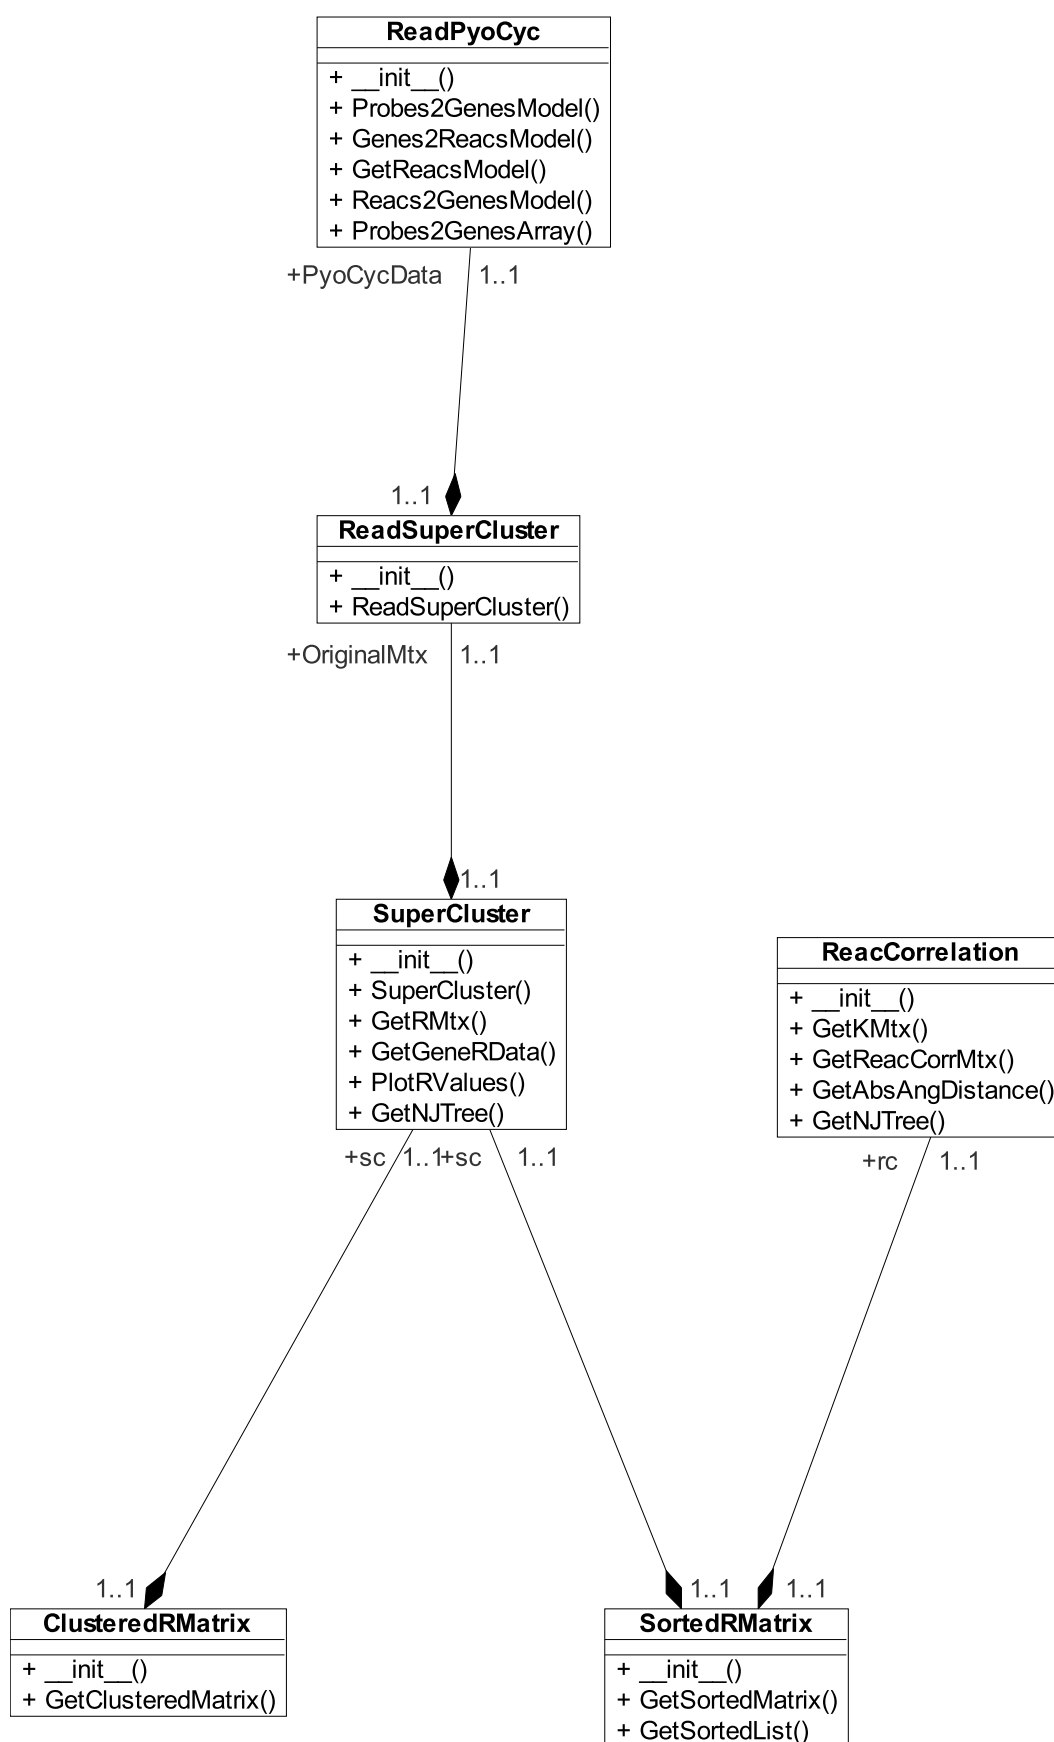 ReadPyoCyc
+ __init__()
+ Probes2GenesModel()
+ Genes2ReacsModel()
+ GetReacsModel()
+ Reacs2GenesModel()
+ Probes2GenesArray()
+PyoCycData 1..1
1..1
ReadSuperCluster
+ __init__()
+ ReadSuperCluster()
+OriginalMtx 1..1
1..1
SuperCluster
+ __init__()
+ SuperCluster()
+ GetRMtx()
+ GetGeneRData()
+ PlotRValues()
+ GetNJTree()
+sc 1..1 +sc 1..1
ReacCorrelation
+ __init__()
+ GetKMtx()
+ GetReacCorrMtx()
+ GetAbsAngDistance()
+ GetNJTree()
+rc 1..1
1..1
ClusteredRMatrix
+ __init__()
+ GetClusteredMatrix()
1..1 1..1
SortedRMatrix
+ __init__()
+ GetSortedMatrix()
+ GetSortedList()